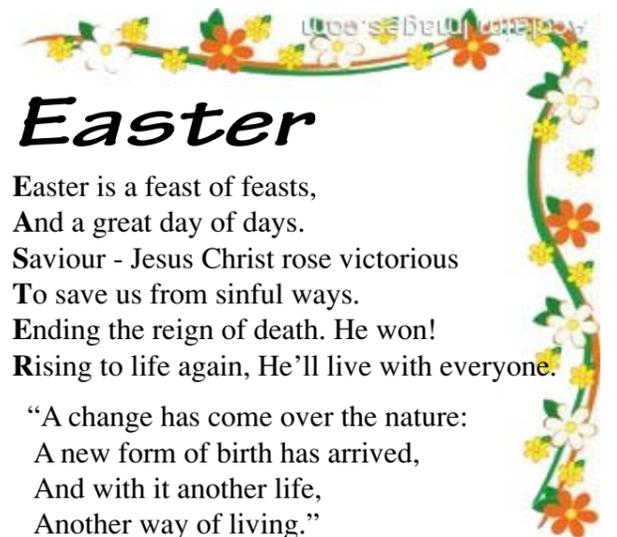 Acclaim Images.com
Easter
Easter is a feast of feasts,
And a great day of days.
Saviour - Jesus Christ rose victorious
To save us from sinful ways.
Ending the reign of death. He won!
Rising to life again, He’ll live with everyone.
“A change has come over the nature:
A new form of birth has arrived,
And with it another life,
Another way of living.”